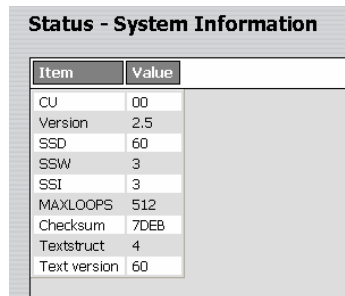 Status - System Information
Item Value
CU 00
Version 2.5
SSD 60
SSW 3
SSI 3
MAXLOOPS 512
Checksum 7DEB
Textstruct 4
Text version 60